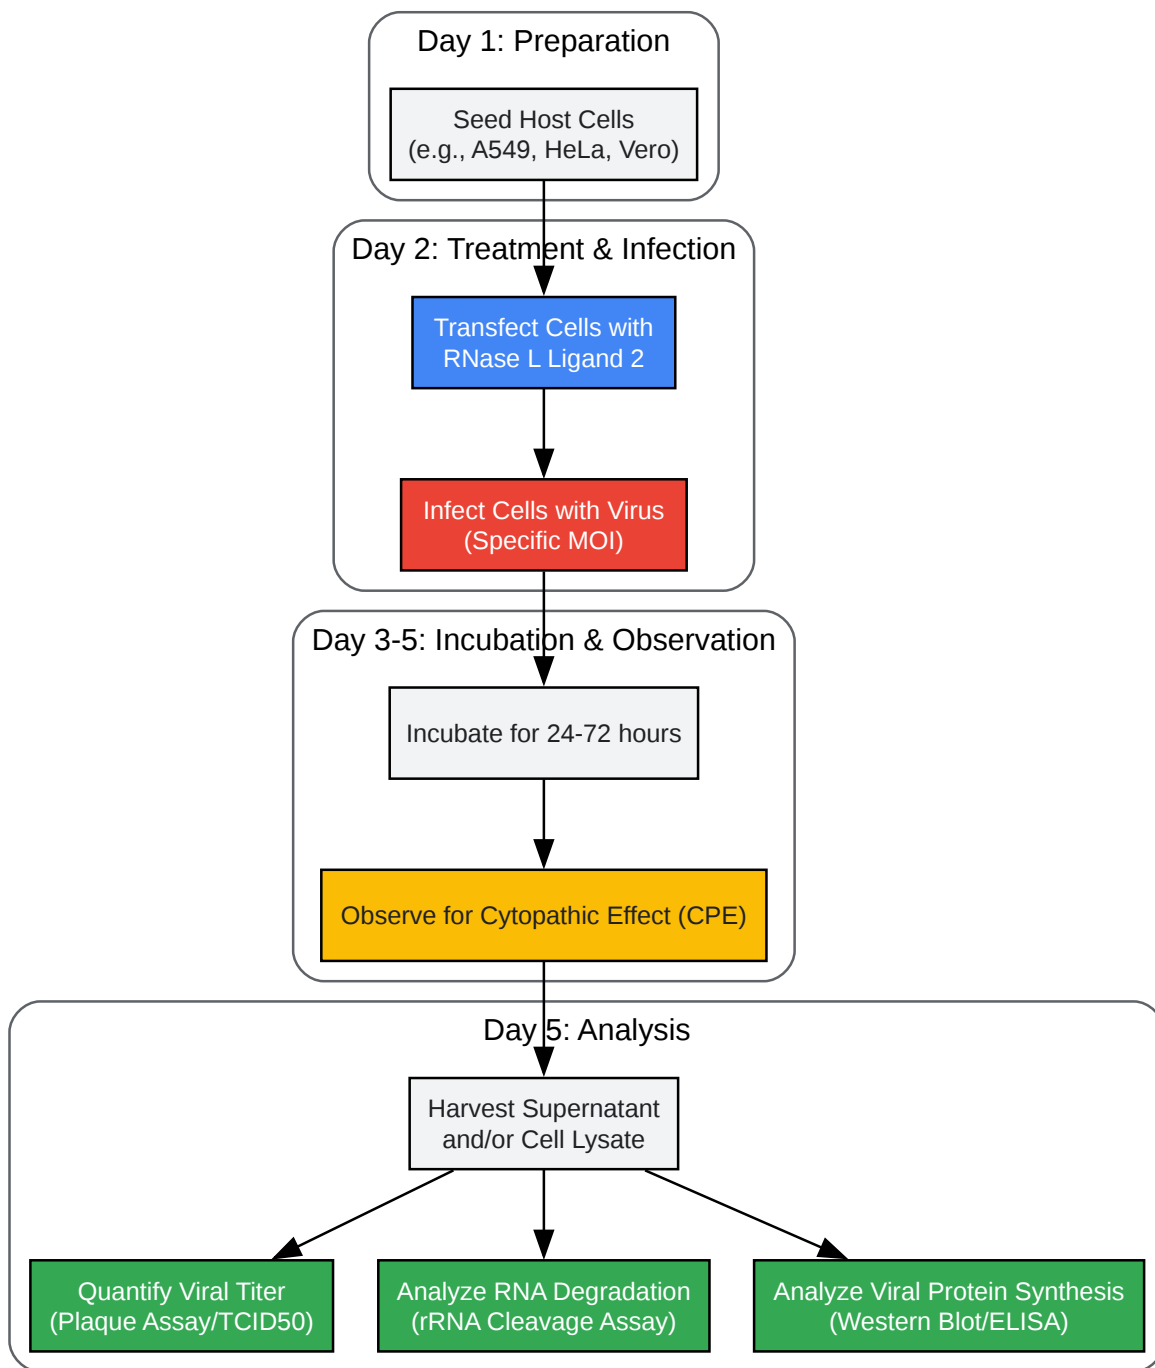 Day 1: Preparation
Seed Host Cells
(e.g., A549, HeLa, Vero)
Day 2: Treatment & Infection
Transfect Cells with
RNase L Ligand 2
Infect Cells with Virus
(Specific MOI)
Day 3-5: Incubation & Observation
Incubate for 24-72 hours
Observe for Cytopathic Effect (CPE)
Day 5: Analysis
Harvest Supernatant
and/or Cell Lysate
Quantify Viral Titer
(Plaque Assay/TCID50)
Analyze RNA Degradation
(rRNA Cleavage Assay)
Analyze Viral Protein Synthesis
(Western Blot/ELISA)